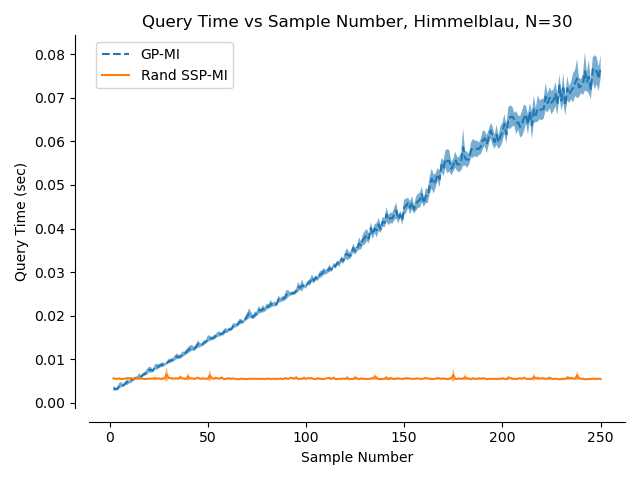 Query Time vs Sample Number, Himmelblau, N=30
GP-MI
Rand SSP-MI
Query Time (sec)
0.08
0.07
0.06
0.05
0.04
0.03
0.02
0.01
0.00
0 50 100 150 200 250
Sample Number